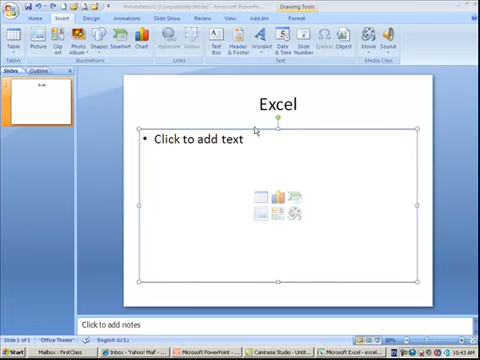 Presentation2 [Compatibility Mode] - Microsoft PowerPoint
Drawing Tools
Home Insert Design Animations Slide Show Review View Add-Ins Format
Table Picture Clip Art Photo Album Shapes SmartArt Chart Hyperlink Action Text Box Header & Footer WordArt Date & Time Slide Number Symbol Object Movie Sound
Tables Illustrations Links Text Media Clips
Slides Outline
Excel
Excel
• Click to add text
Click to add notes
Slide 1 of 1 "Office Theme" English (U.S.)
Start Mailbox : FirstClass Inbox - Yahoo! Mail - Microsoft PowerPoint - Camtasia Studio - Untitled... Microsoft Excel - excel 10:43 AM